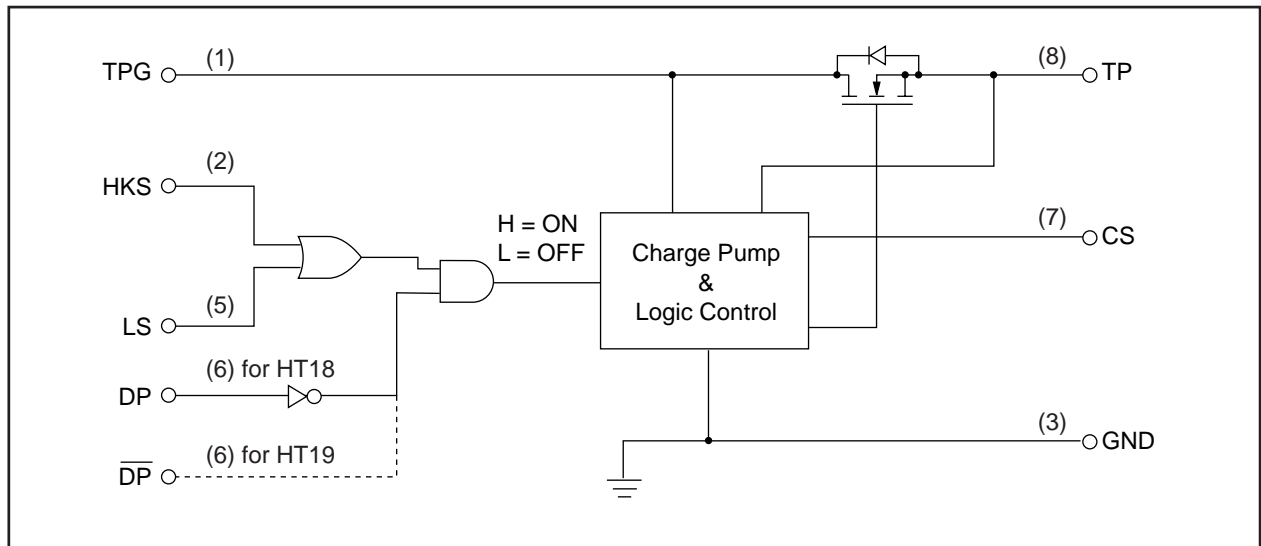 TPG (1)
(8) TP
HKS (2)
H = ON
L = OFF
Charge Pump
&
Logic Control
(7) CS
LS (5)
DP (6) for HT18
D̅P̅ (6) for HT19
(3) GND